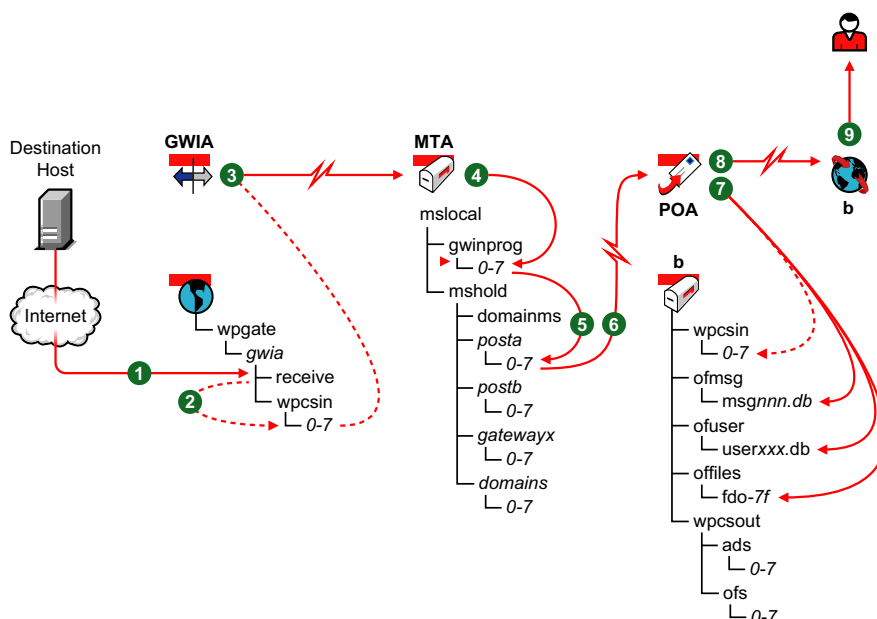 Destination
Host
Internet
1
GWIA
3
wpgate
gwia
receive
2
wpcsin
0-7
MTA
4
mslocal
gwinprog
0-7
mshold
domainms
5
6
posta
0-7
postb
0-7
gatewayx
0-7
domains
0-7
9
8
7
POA
b
b
wpcsin
0-7
ofmsg
msgnnn.db
ofuser
userxxx.db
offiles
fdo-7f
wpcsout
ads
0-7
ofs
0-7